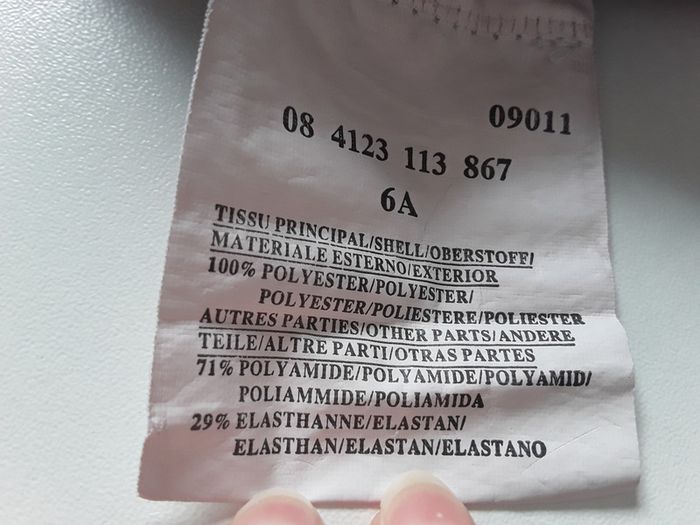 09011
08 4123 113 867
6A
TISSU PRINCIPAL/SHELL/OBERSTOFF/
MATERIALE ESTERNO/EXTERIOR
100% POLYESTER/POLYESTER/
POLYESTER/POLIESTERE/POLIESTER
AUTRES PARTIES/OTHER PARTS/ANDERE
TEILE/ALTRE PARTI/OTRAS PARTES
71% POLYAMIDE/POLYAMIDE/POLYAMID/
POLIAMMIDE/POLIAMIDA
29% ELASTHANNE/ELASTAN/
ELASTHAN/ELASTAN/ELASTANO